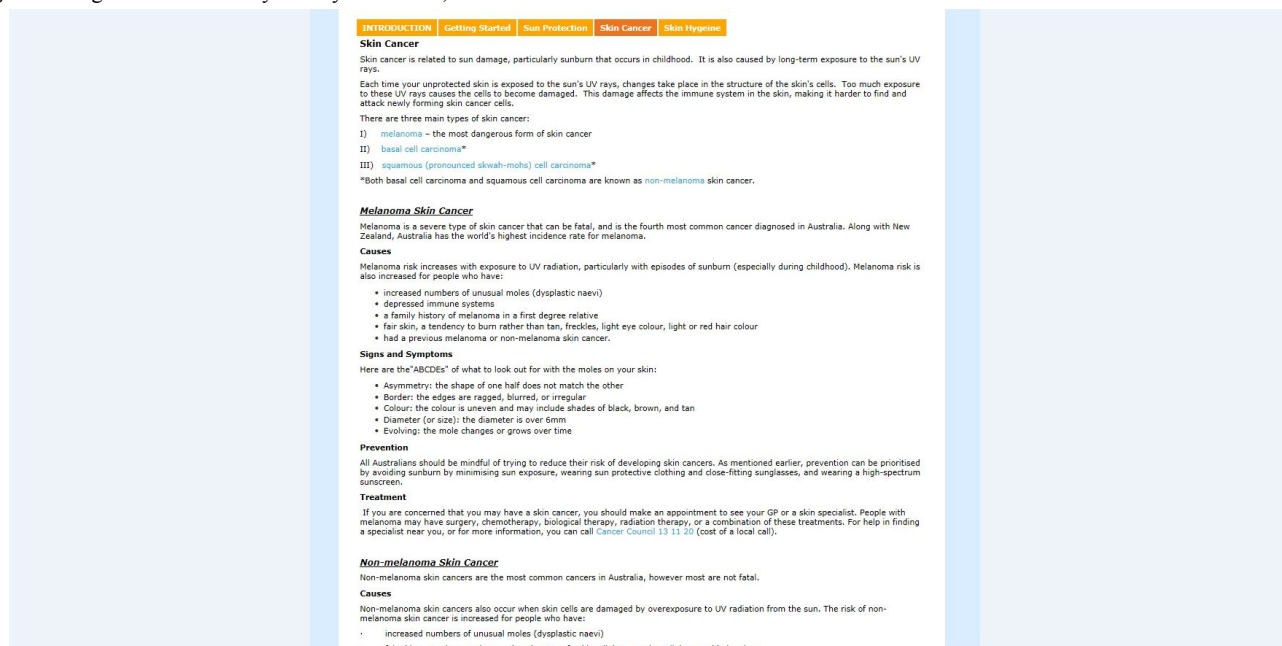 INTRODUCTION Getting Started Sun Protection Skin Cancer Skin Hygeine
Skin Cancer
Skin cancer is related to sun damage, particularly sunburn that occurs in childhood. It is also caused by long-term exposure to the sun's UV
rays.
Each time your unprotected skin is exposed to the sun's UV rays, changes take place in the structure of the skin's cells. Too much exposure
to these UV rays causes the cells to become damaged. This damage affects the immune system in the skin, making it harder to find and
attack newly forming skin cancer cells.
There are three main types of skin cancer:
I) melanoma – the most dangerous form of skin cancer
II) basal cell carcinoma*
III) squamous (pronounced skwah-mohs) cell carcinoma*
*Both basal cell carcinoma and squamous cell carcinoma are known as non-melanoma skin cancer.
Melanoma Skin Cancer
Melanoma is a severe type of skin cancer that can be fatal, and is the fourth most common cancer diagnosed in Australia. Along with New
Zealand, Australia has the world's highest incidence rate for melanoma.
Causes
Melanoma risk increases with exposure to UV radiation, particularly with episodes of sunburn (especially during childhood). Melanoma risk is
also increased for people who have:
• increased numbers of unusual moles (dysplastic naevi)
• depressed immune systems
• a family history of melanoma in a first degree relative
• fair skin, a tendency to burn rather than tan, freckles, light eye colour, light or red hair colour
• had a previous melanoma or non-melanoma skin cancer.
Signs and Symptoms
Here are the"ABCDEs" of what to look out for with the moles on your skin:
• Asymmetry: the shape of one half does not match the other
• Border: the edges are ragged, blurred, or irregular
• Colour: the colour is uneven and may include shades of black, brown, and tan
• Diameter (or size): the diameter is over 6mm
• Evolving: the mole changes or grows over time
Prevention
All Australians should be mindful of trying to reduce their risk of developing skin cancers. As mentioned earlier, prevention can be prioritised
by avoiding sunburn by minimising sun exposure, wearing sun protective clothing and close-fitting sunglasses, and wearing a high-spectrum
sunscreen.
Treatment
If you are concerned that you may have a skin cancer, you should make an appointment to see your GP or a skin specialist. People with
melanoma may have surgery, chemotherapy, biological therapy, radiation therapy, or a combination of these treatments. For help in finding
a specialist near you, or for more information, you can call Cancer Council 13 11 20 (cost of a local call).
Non-melanoma Skin Cancer
Non-melanoma skin cancers are the most common cancers in Australia, however most are not fatal.
Causes
Non-melanoma skin cancers also occur when skin cells are damaged by overexposure to UV radiation from the sun. The risk of non-
melanoma skin cancer is increased for people who have:
· increased numbers of unusual moles (dysplastic naevi)